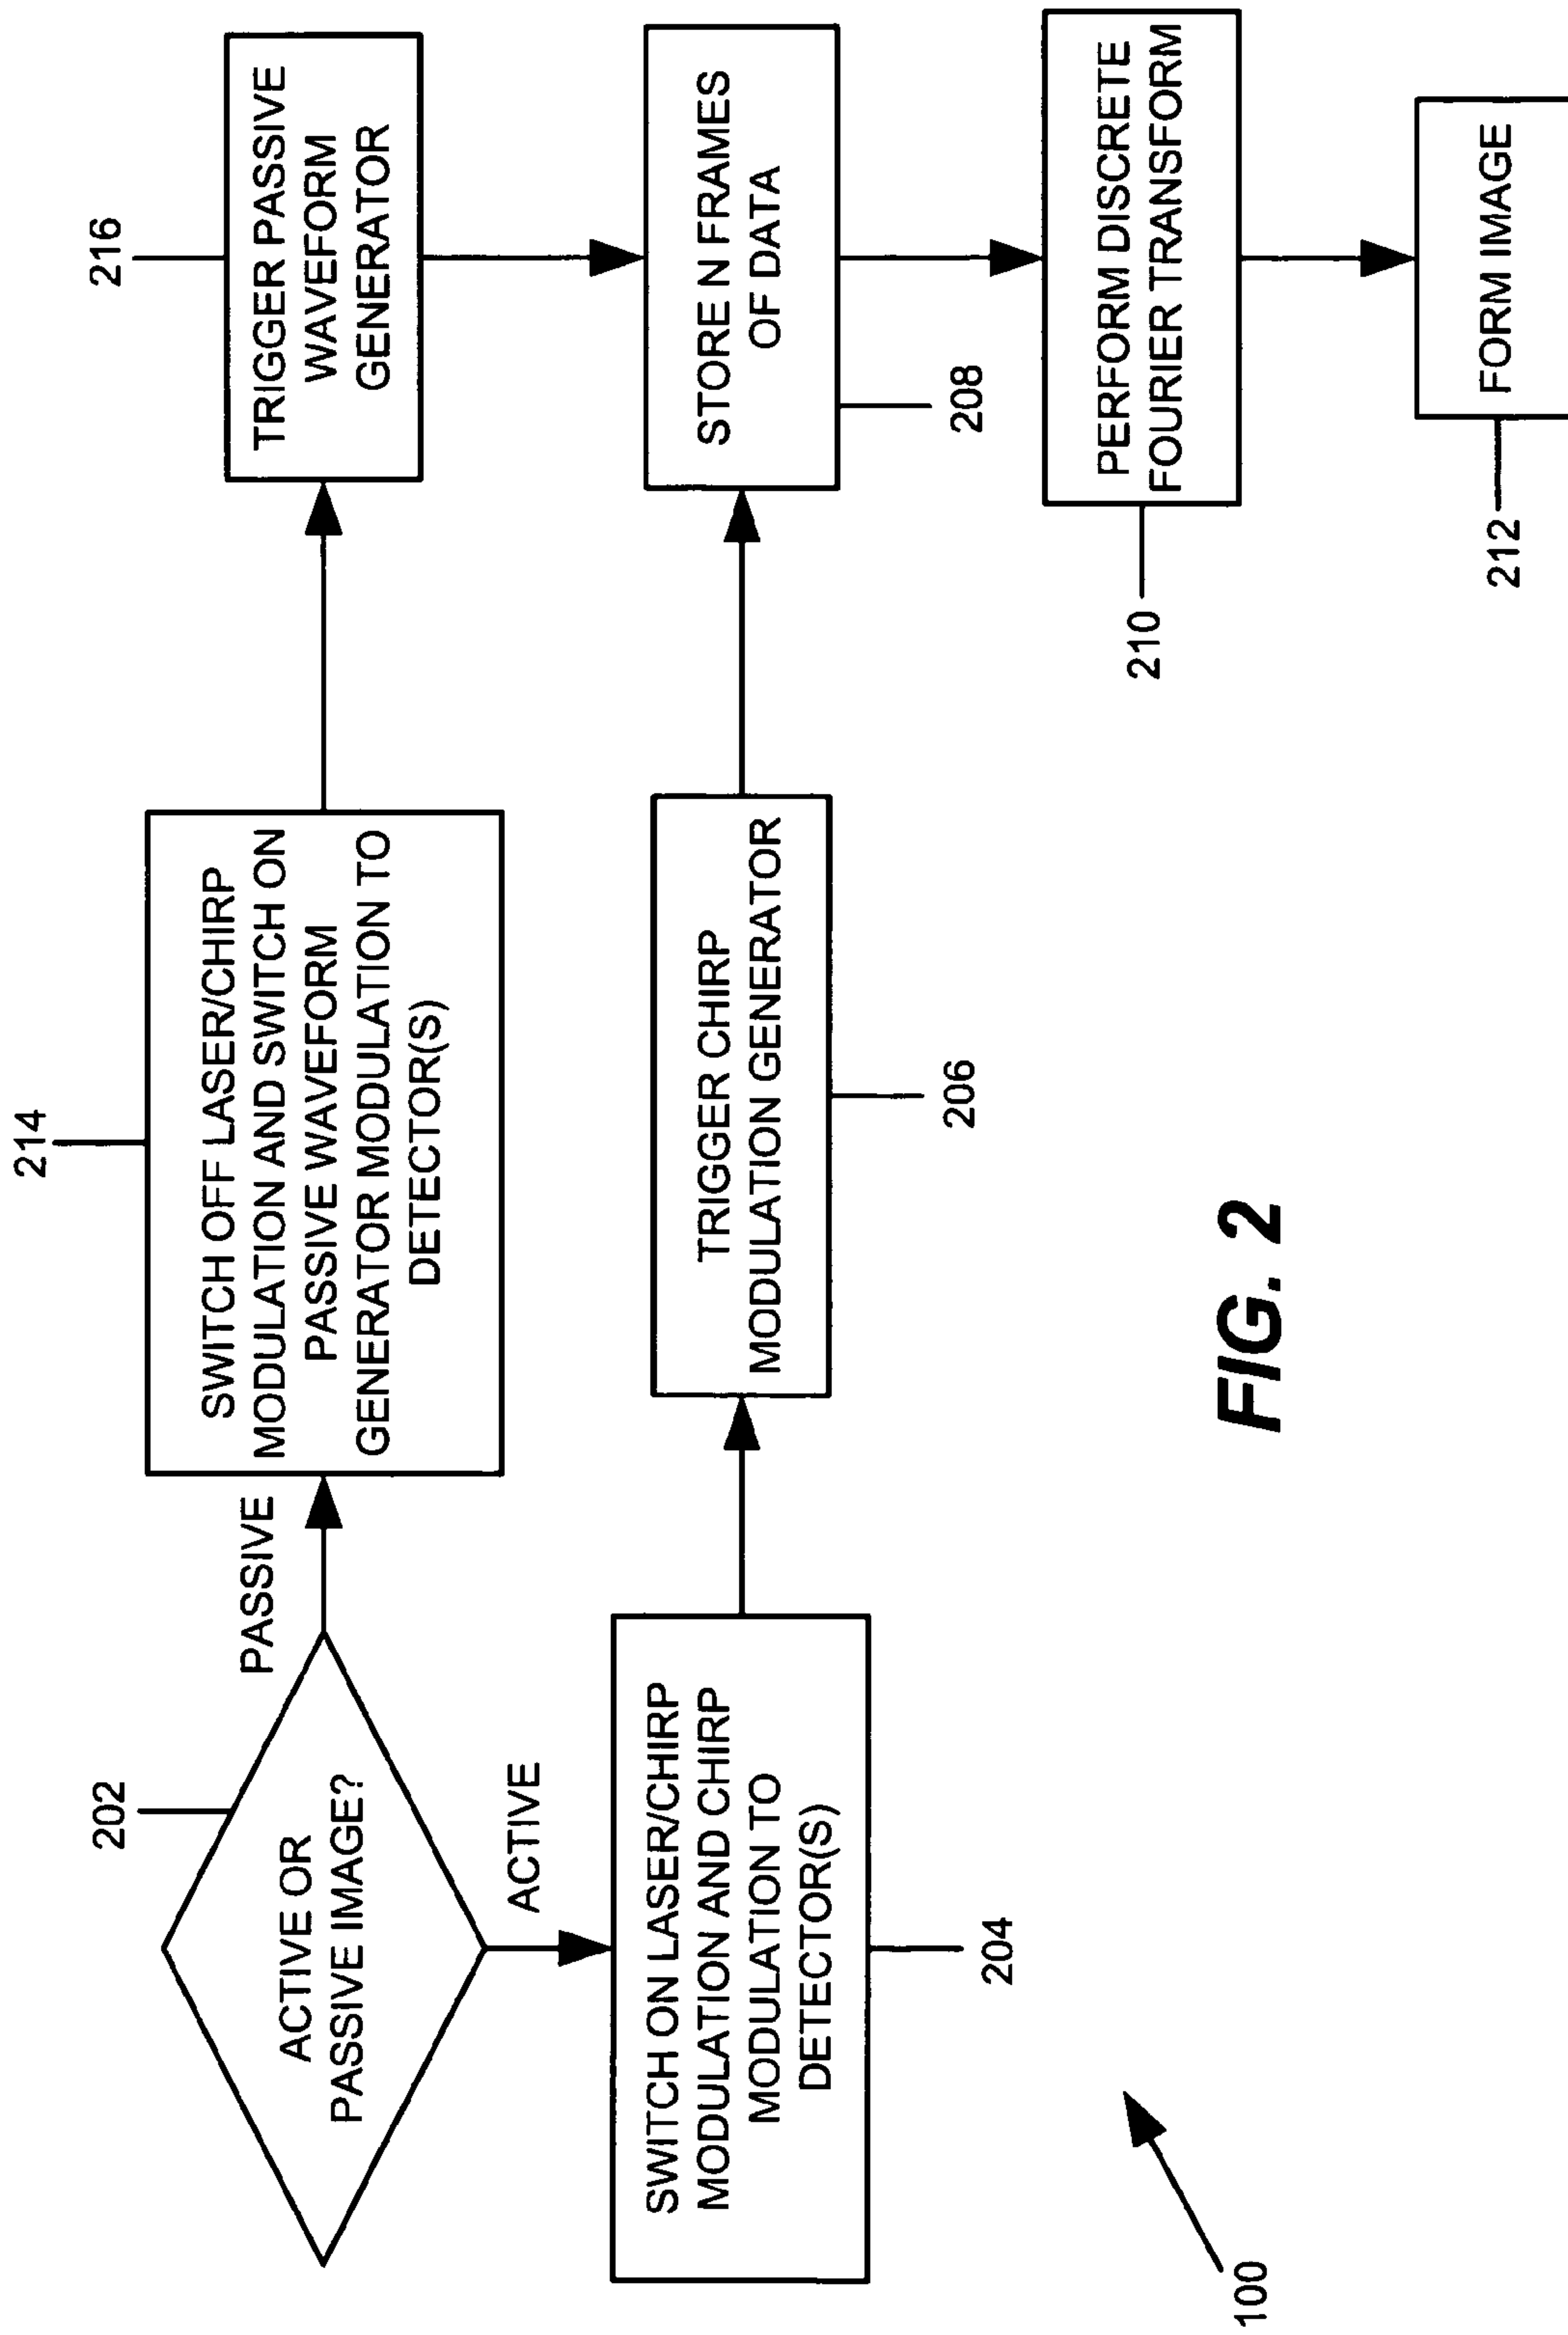 202
ACTIVE OR
PASSIVE IMAGE?
PASSIVE
214
SWITCH OFF LASER/CHIRP
MODULATION AND SWITCH ON
PASSIVE WAVEFORM
GENERATOR MODULATION TO
DETECTOR(S)
216
TRIGGER PASSIVE
WAVEFORM
GENERATOR
ACTIVE
SWITCH ON LASER/CHIRP
MODULATION AND CHIRP
MODULATION TO
DETECTOR(S)
204
TRIGGER CHIRP
MODULATION GENERATOR
206
STORE N FRAMES
OF DATA
208
PERFORM DISCRETE
FOURIER TRANSFORM
210
FORM IMAGE
212
100
FIG. 2